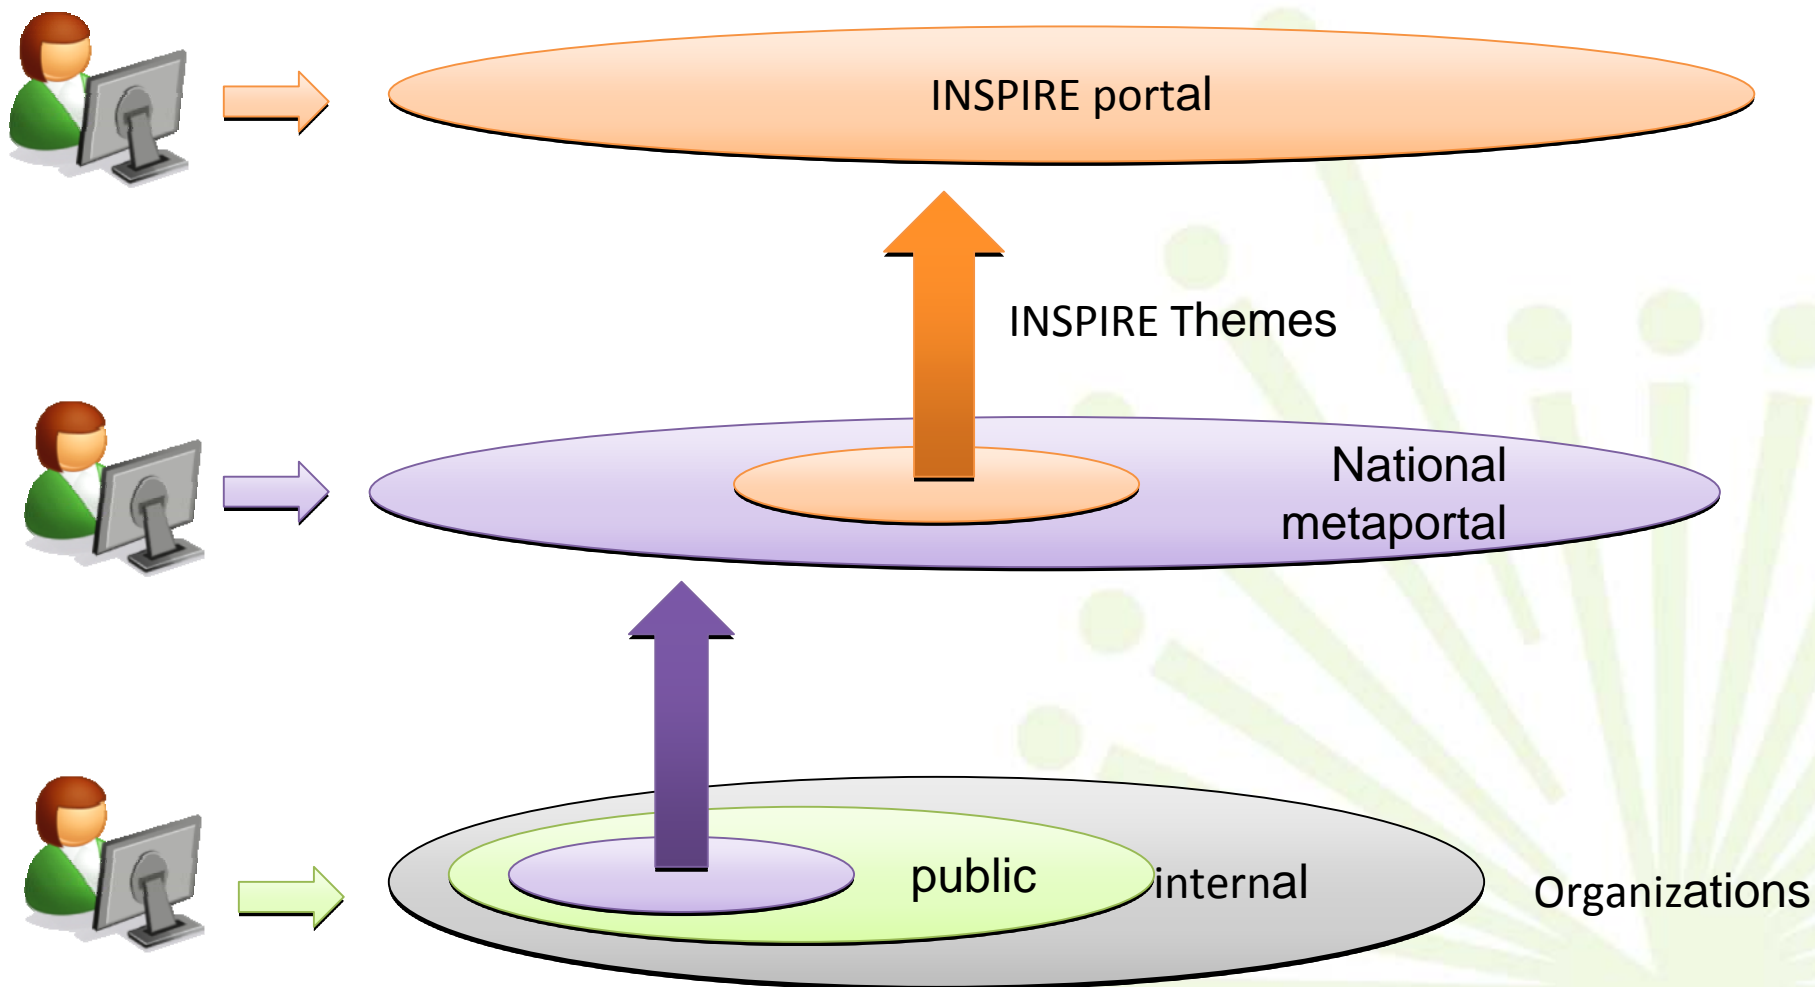 INSPIRE portal
INSPIRE Themes
National
metaportal
public
internal
Organizations